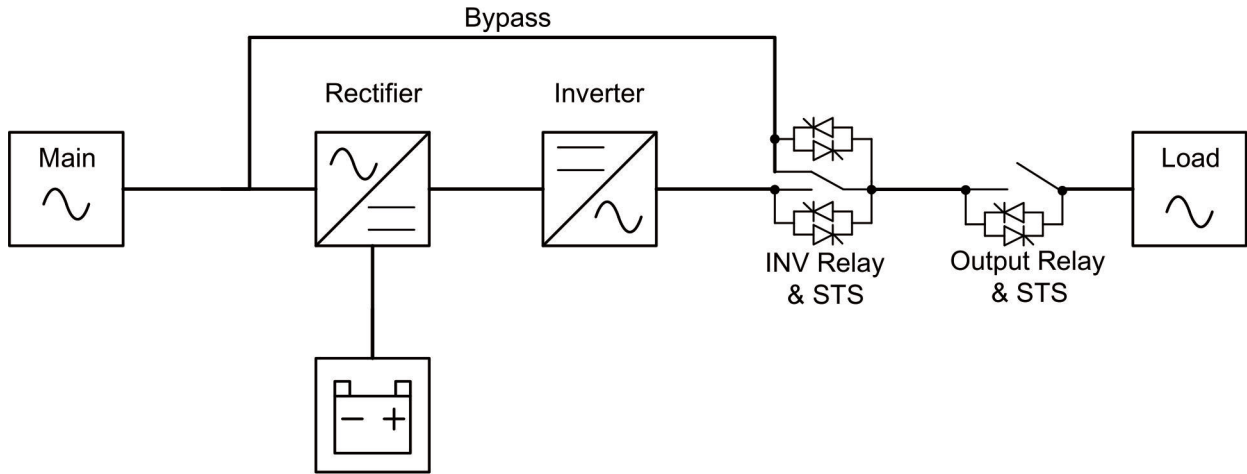 Bypass
Rectifier
Inverter
Main
Load
INV Relay
& STS
Output Relay
& STS